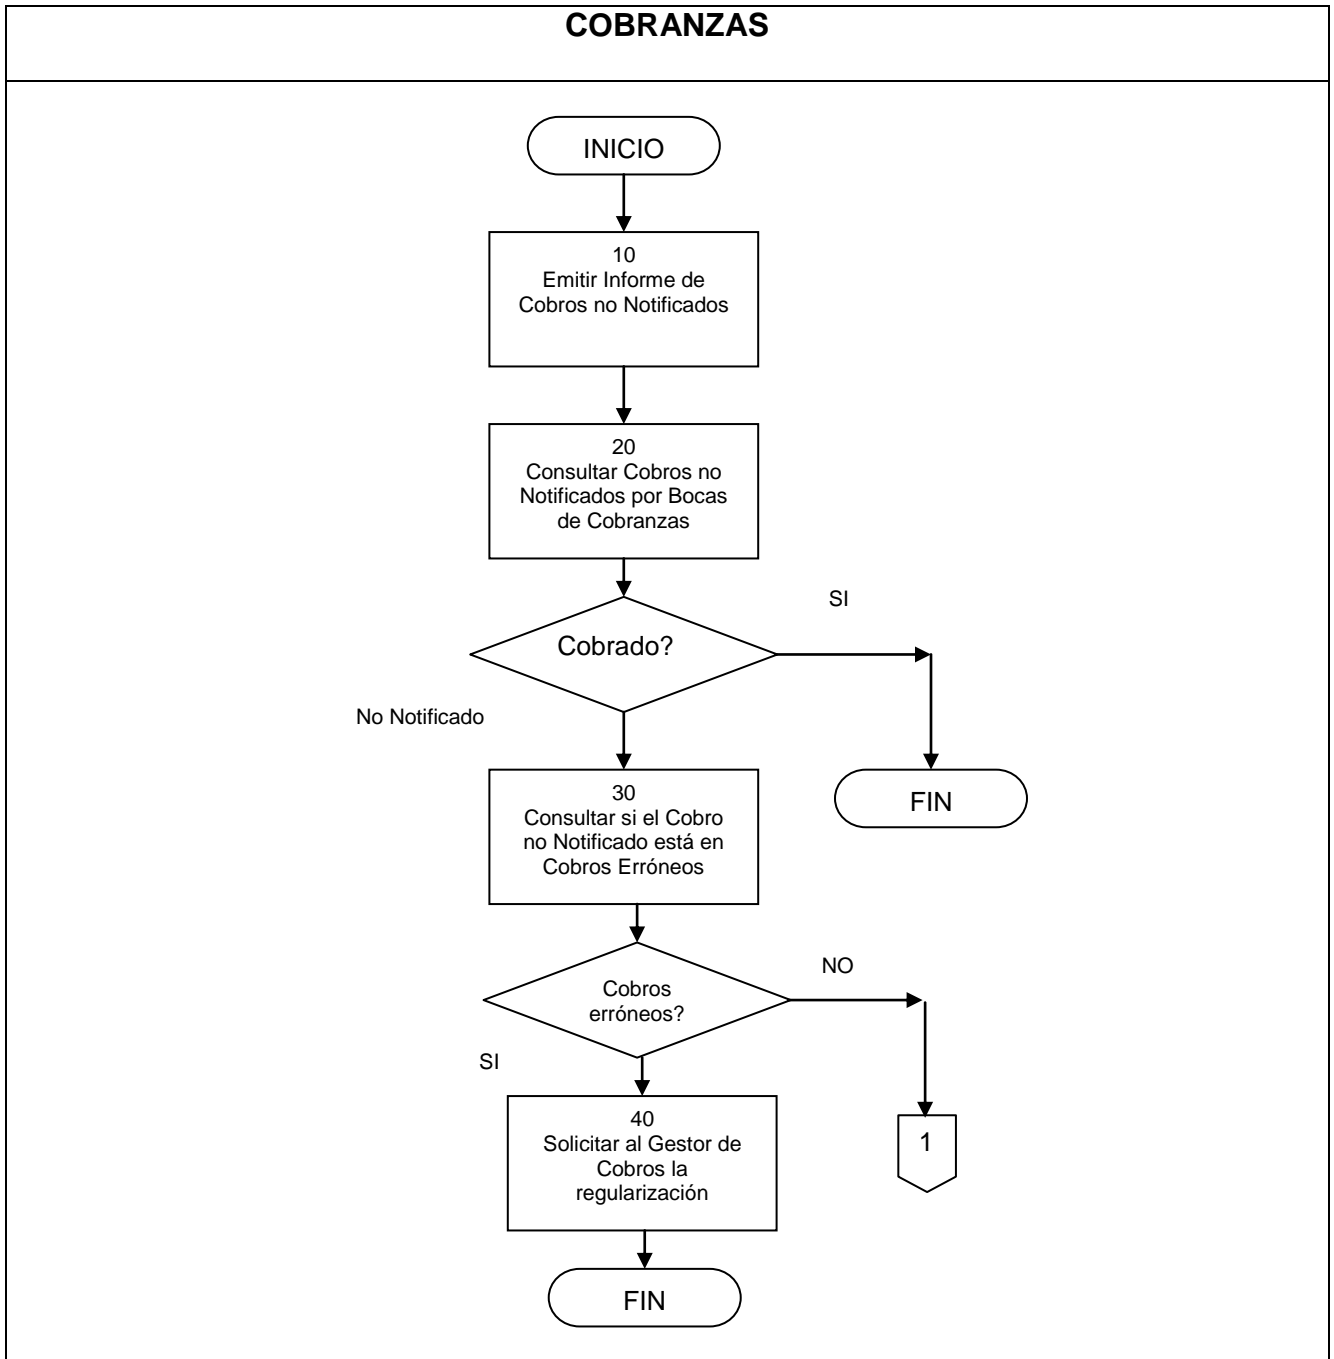 COBRANZAS
INICIO
10
Emitir Informe de
Cobros no Notificados
20
Consultar Cobros no
Notificados por Bocas
de Cobranzas
SI
Cobrado?
No Notificado
30
Consultar si el Cobro
no Notificado está en
Cobros Erróneos
FIN
NO
Cobros
erróneos?
SI
40
Solicitar al Gestor de
Cobros la
regularización
1
FIN